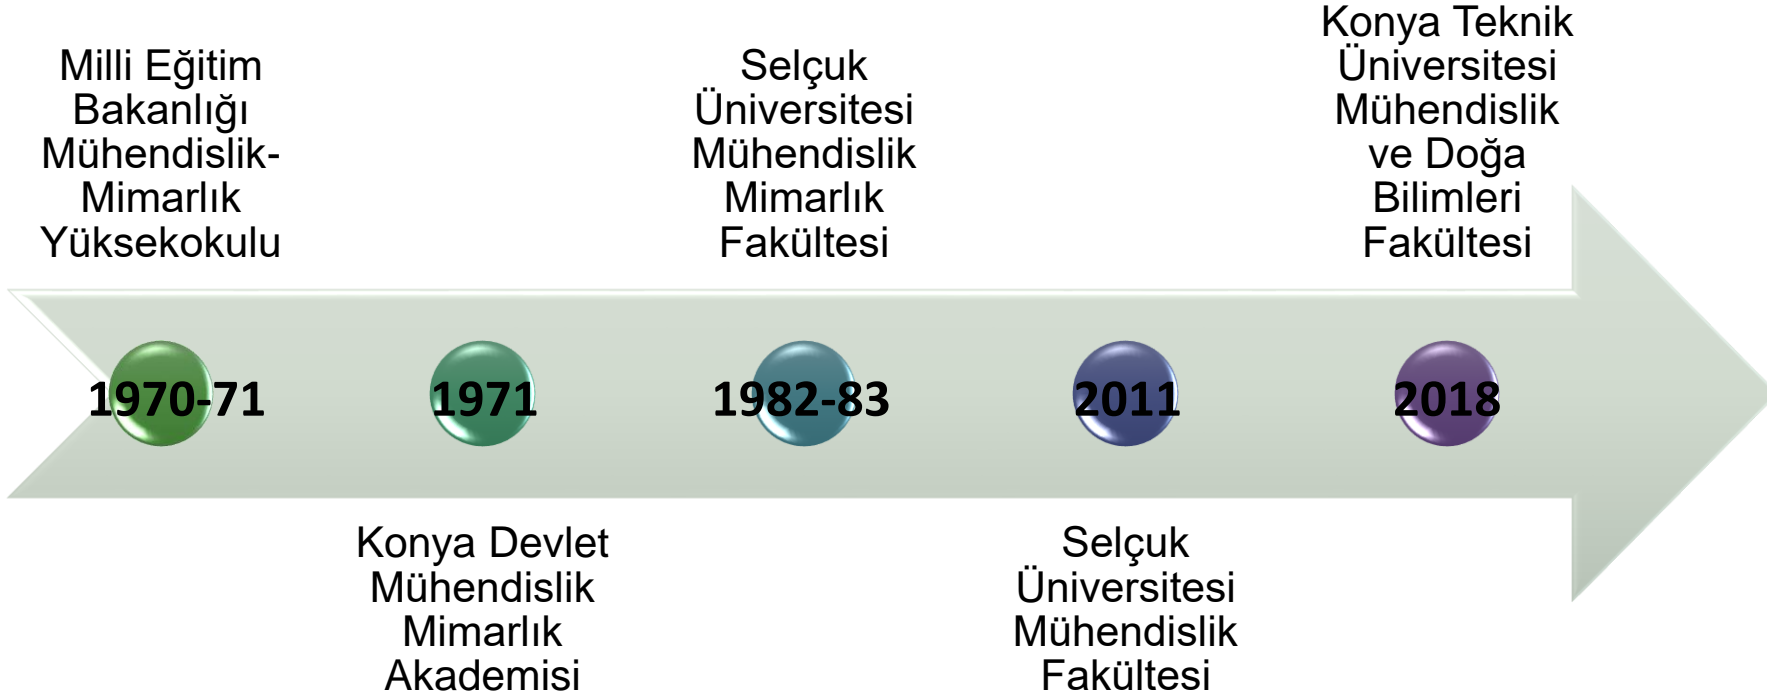 Milli Eğitim
Bakanlığı
Mühendislik-
Mimarlık
Yüksekokulu
1970-71
Konya Devlet
Mühendislik
Mimarlık
Akademisi
1971
Selçuk
Üniversitesi
Mühendislik
Mimarlık
Fakültesi
1982-83
Selçuk
Üniversitesi
Mühendislik
Fakültesi
2011
Konya Teknik
Üniversitesi
Mühendislik
ve Doğa
Bilimleri
Fakültesi
2018